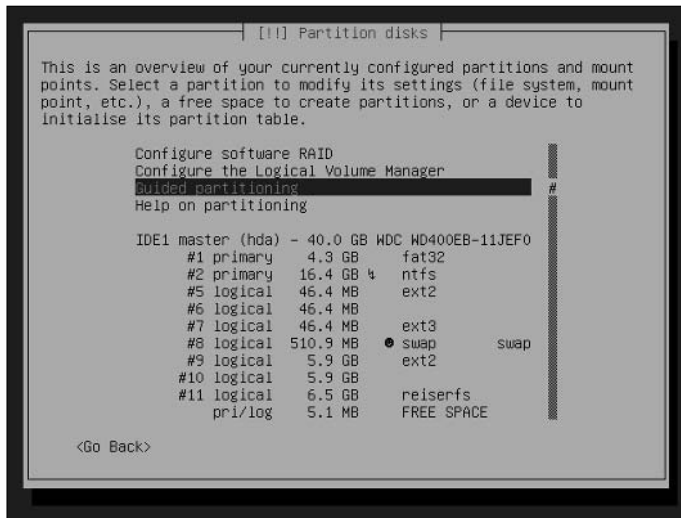 [!!] Partition disks
This is an overview of your currently configured partitions and mount
points. Select a partition to modify its settings (file system, mount
point, etc.), a free space to create partitions, or a device to
initialise its partition table.
Configure software RAID
Configure the Logical Volume Manager
Guided partitioning #
Help on partitioning
IDE1 master (hda) - 40.0 GB WDC WD400EB-11JEF0
#1 primary 4.3 GB fat32
#2 primary 16.4 GB ↯ ntfs
#5 logical 46.4 MB ext2
#6 logical 46.4 MB
#7 logical 46.4 MB ext3
#8 logical 510.9 MB ☻ swap swap
#9 logical 5.9 GB ext2
#10 logical 5.9 GB
#11 logical 6.5 GB reiserfs
pri/log 5.1 MB FREE SPACE
<Go Back>